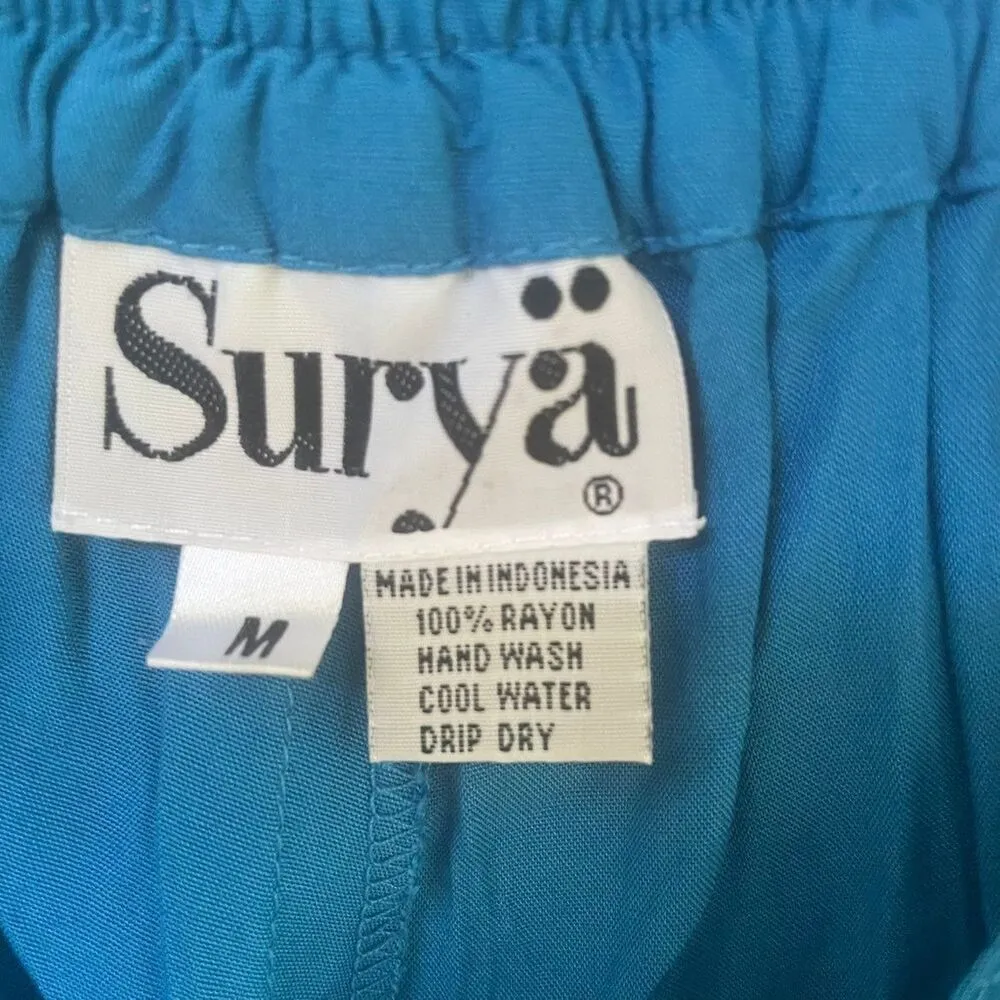 Suryä
®
M
MADE IN INDONESIA
100% RAYON
HAND WASH
COOL WATER
DRIP DRY